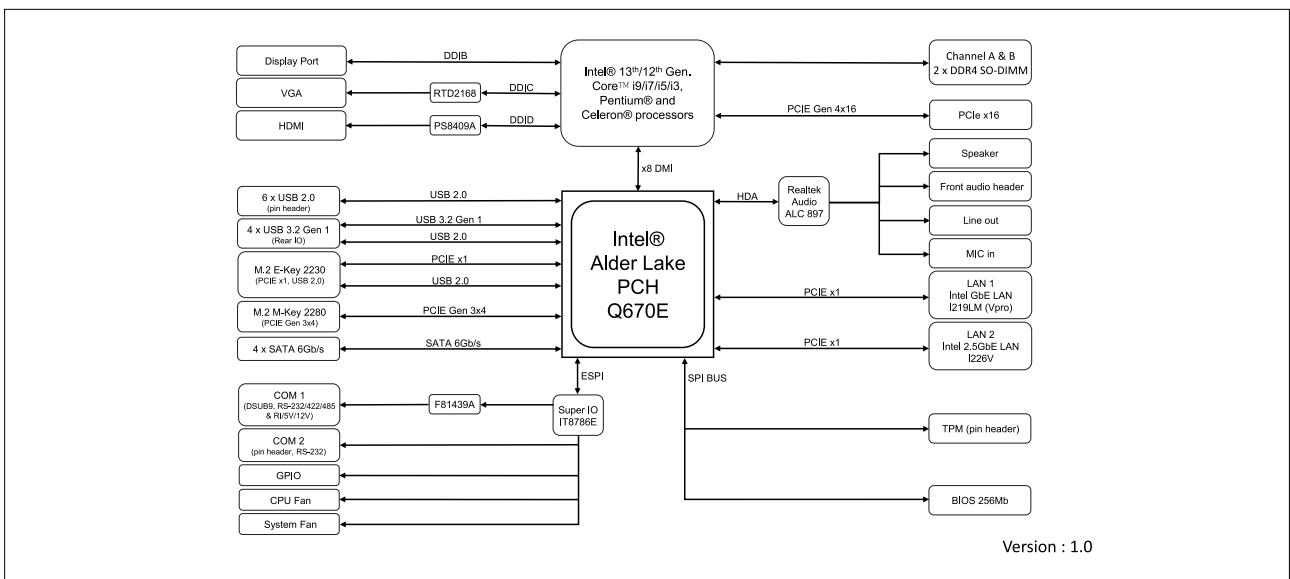 Display Port
DDIB
VGA
RTD2168
DDIC
HDMI
PS8409A
DDID
Intel® 13th/12th Gen.
Core™ i9/i7/i5/i3,
Pentium® and
Celeron® processors
Channel A & B
2 x DDR4 SO-DIMM
PCIE Gen 4x16
PCIe x16
x8 DMI
6 x USB 2.0
(pin header)
USB 2.0
4 x USB 3.2 Gen 1
(Rear IO)
USB 3.2 Gen 1
USB 2.0
M.2 E-Key 2230
(PCIE x1, USB 2.0)
PCIE x1
USB 2.0
M.2 M-Key 2280
(PCIE Gen 3x4)
PCIE Gen 3x4
4 x SATA 6Gb/s
SATA 6Gb/s
Intel®
Alder Lake
PCH
Q670E
HDA
Realtek
Audio
ALC 897
Speaker
Front audio header
Line out
MIC in
PCIE x1
LAN 1
Intel GbE LAN
I219LM (Vpro)
PCIE x1
LAN 2
Intel 2.5GbE LAN
I226V
ESPI
SPI BUS
COM 1
(DSUB9, RS-232/422/485
& RI/5V/12V)
F81439A
Super IO
IT8786E
COM 2
(pin header, RS-232)
GPIO
CPU Fan
System Fan
TPM (pin header)
BIOS 256Mb
Version : 1.0